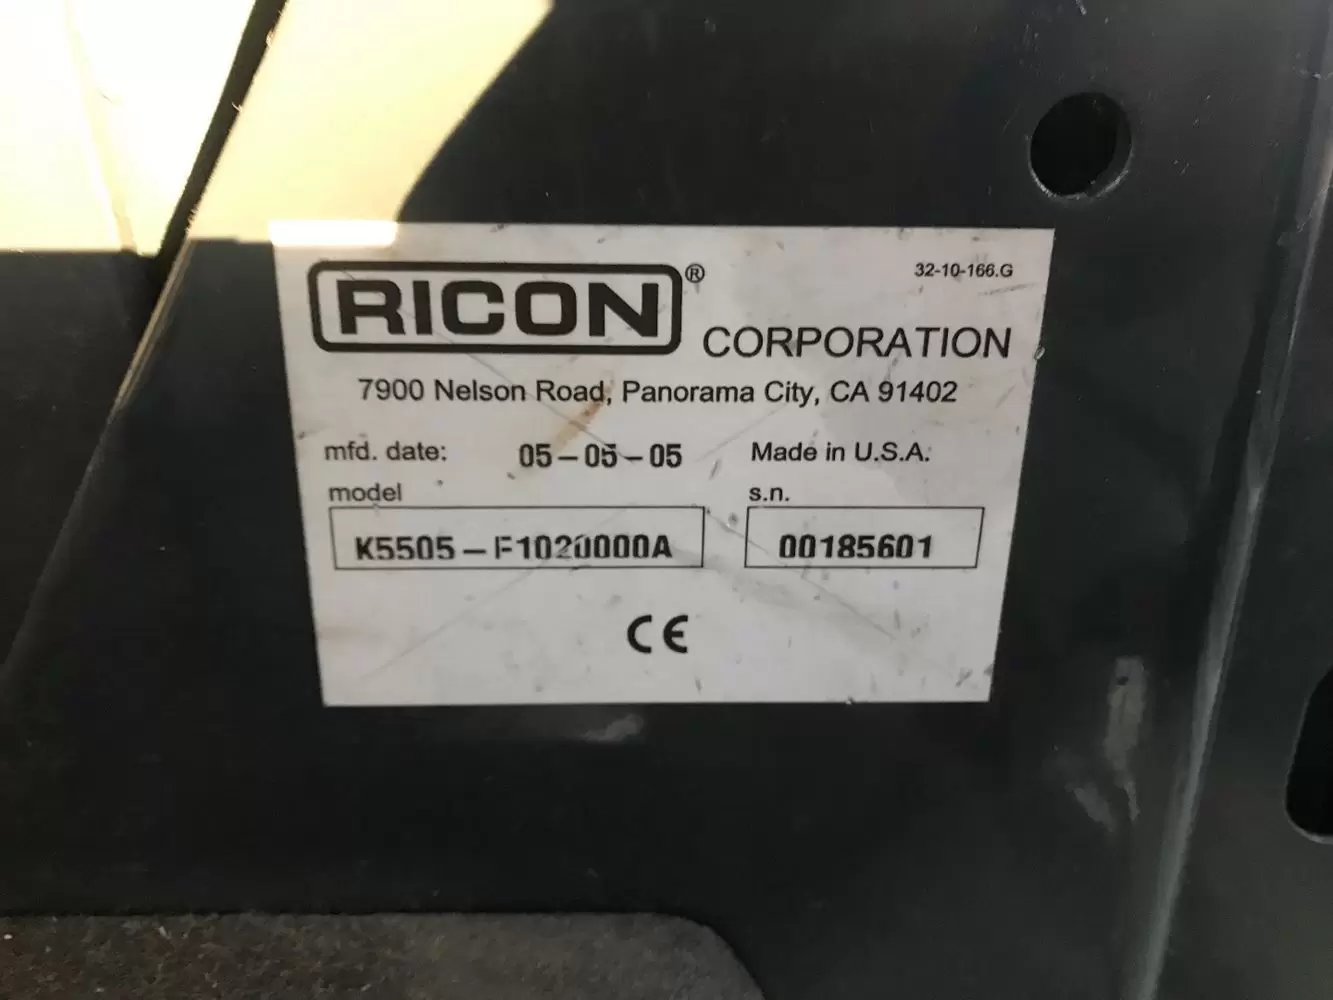 RICON®
32-10-166.G
CORPORATION
7900 Nelson Road, Panorama City, CA 91402
mfd. date: 05-05-05 Made in U.S.A.
model s.n.
K5505-F1020000A 00185601
CE